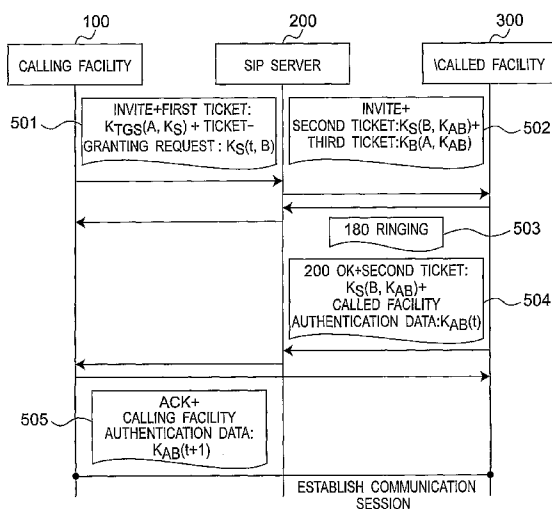 100
200
300
CALLING FACILITY
SIP SERVER
\CALLED FACILITY
501
INVITE+FIRST TICKET:
KTGS(A, KS) + TICKET-
GRANTING REQUEST : KS(t, B)
INVITE+
SECOND TICKET:KS(B, KAB)+
THIRD TICKET:KB(A, KAB)
502
180 RINGING
503
200 OK+SECOND TICKET:
KS(B, KAB)+
CALLED FACILITY
AUTHENTICATION DATA:KAB(t)
504
505
ACK+
CALLING FACILITY
AUTHENTICATION DATA:
KAB(t+1)
ESTABLISH COMMUNICATION
SESSION